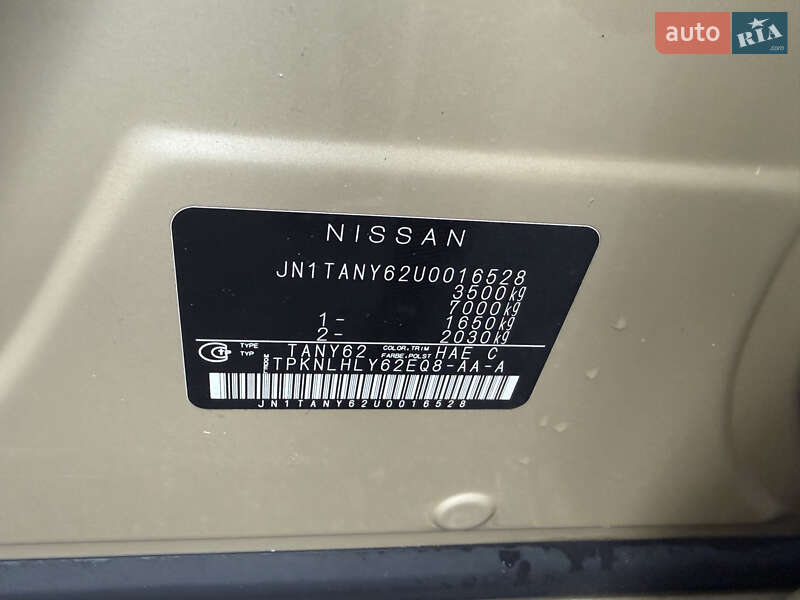 auto RIA
NISSAN
JN1TANY62U0016528
3500kg
7000kg
1- 1650kg
2- 2030kg
TYPE TYP TANY62 COLOR,TRIM FARBE,POLST HAE C
MODEL TPKNLHLY62EQ8-AA-A
JN1TANY62U0016528